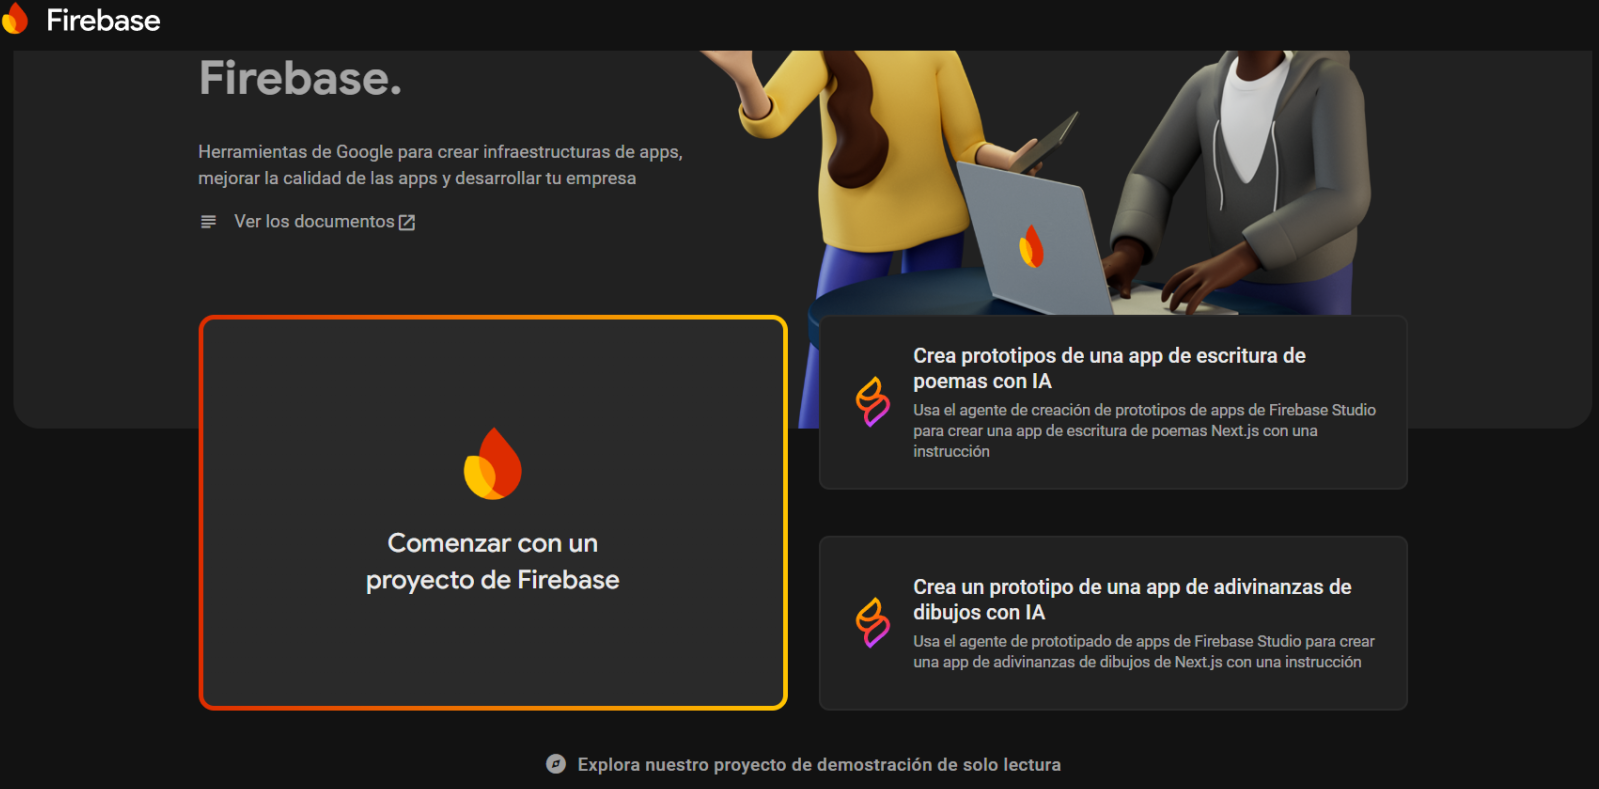 Firebase
Firebase.
Herramientas de Google para crear infraestructuras de apps,
mejorar la calidad de las apps y desarrollar tu empresa
Ver los documentos
Comenzar con un
proyecto de Firebase
Crea prototipos de una app de escritura de
poemas con IA
Usa el agente de creación de prototipos de apps de Firebase Studio
para crear una app de escritura de poemas Next.js con una
instrucción
Crea un prototipo de una app de adivinanzas de
dibujos con IA
Usa el agente de prototipado de apps de Firebase Studio para crear
una app de adivinanzas de dibujos de Next.js con una instrucción
Explora nuestro proyecto de demostración de solo lectura